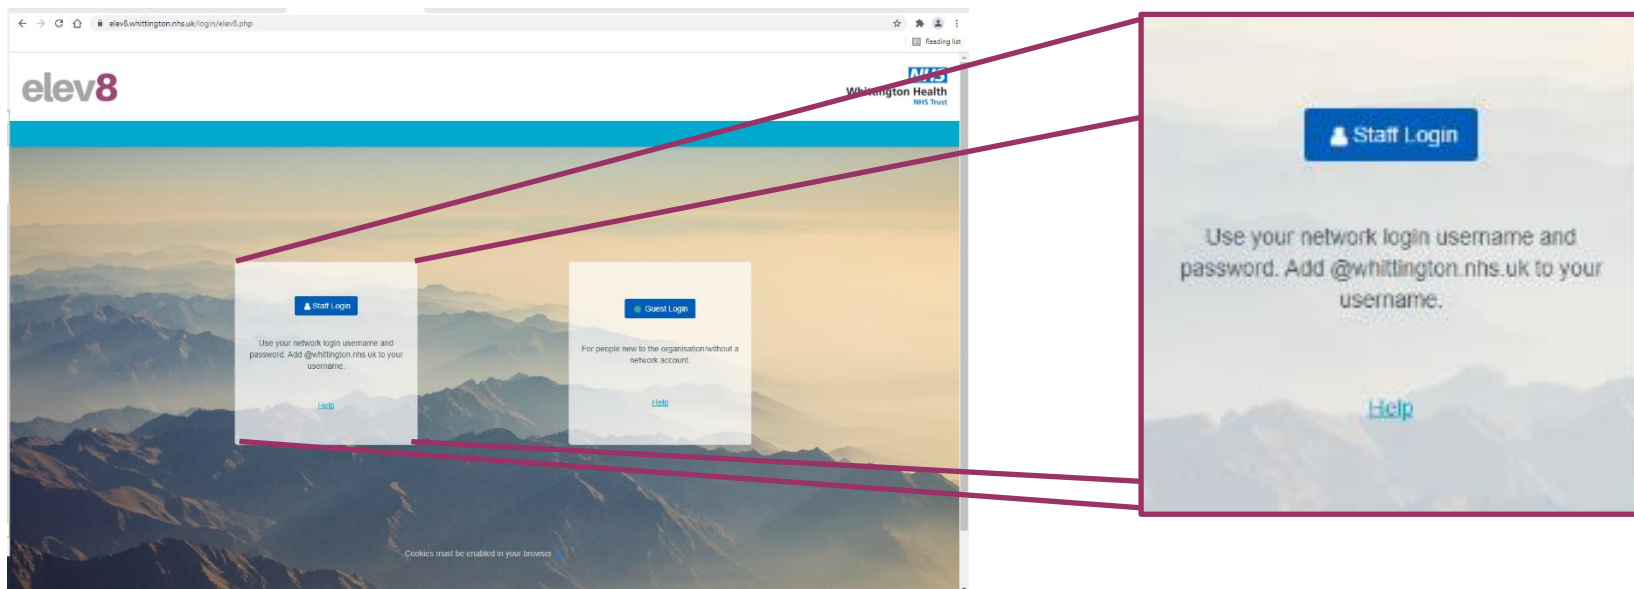 elev8.whittington.nhs.uk/login/elev8.php
Reading list
elev8
NHS
Whittington Health
NHS Trust
Staff Login
Use your network login username and
password. Add @whittington.nhs.uk to your
username.
Help
Guest Login
For people new to the organisation/without a
network account.
Help
Cookies must be enabled in your browser
Staff Login
Use your network login username and
password. Add @whittington.nhs.uk to your
username.
Help